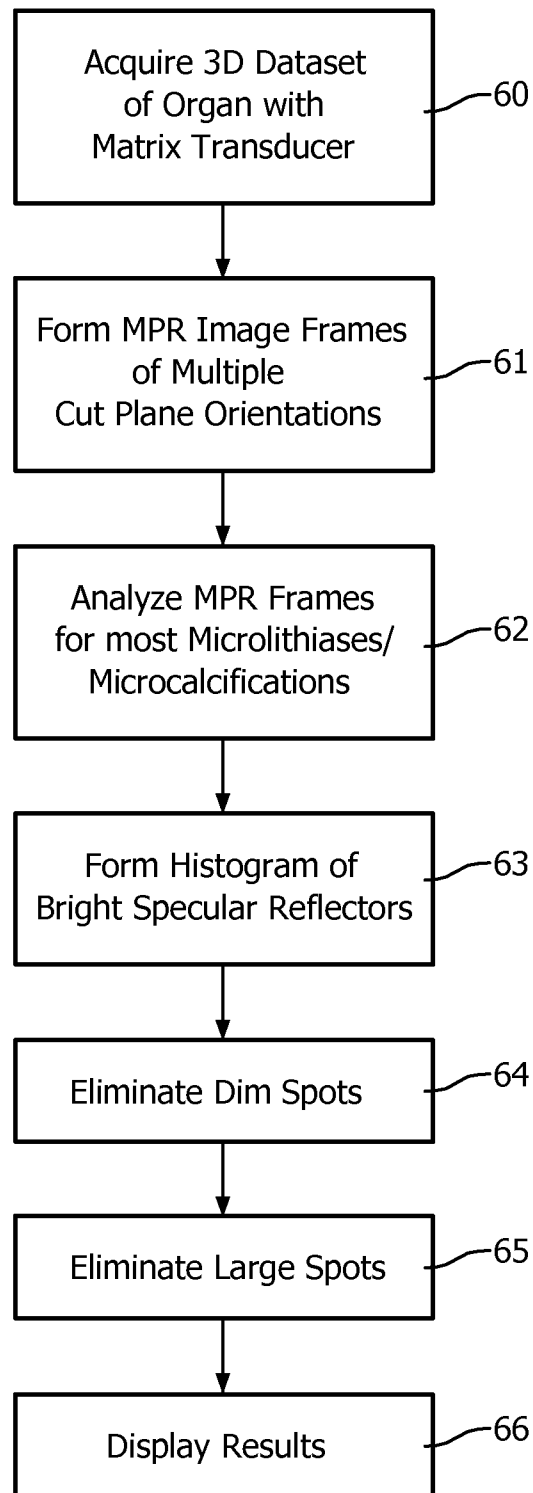 Acquire 3D Dataset
of Organ with
Matrix Transducer
60
Form MPR Image Frames
of Multiple
Cut Plane Orientations
61
Analyze MPR Frames
for most Microlithiases/
Microcalcifications
62
Form Histogram of
Bright Specular Reflectors
63
Eliminate Dim Spots
64
Eliminate Large Spots
65
Display Results
66